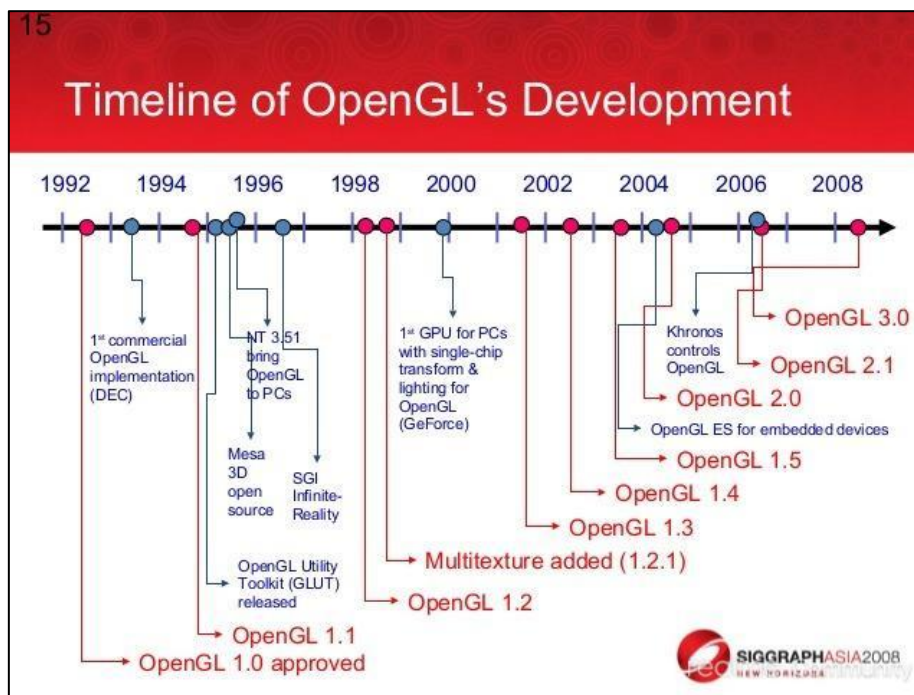 15
Timeline of OpenGL's Development
1992 1994 1996 1998 2000 2002 2004 2006 2008
1st commercial
OpenGL
implementation
(DEC)
NT 3.51
bring
OpenGL
to PCs
1st GPU for PCs
with single-chip
transform &
lighting for
OpenGL
(GeForce)
Khronos
controls
OpenGL
OpenGL 3.0
OpenGL 2.1
OpenGL 2.0
OpenGL ES for embedded devices
Mesa
3D
open
source
SGI
Infinite-
Reality
OpenGL 1.5
OpenGL 1.4
OpenGL 1.3
Multitexture added (1.2.1)
OpenGL Utility
Toolkit (GLUT)
released
OpenGL 1.2
OpenGL 1.1
OpenGL 1.0 approved
SIGGRAPHASIA2008
NEW HORIZONS